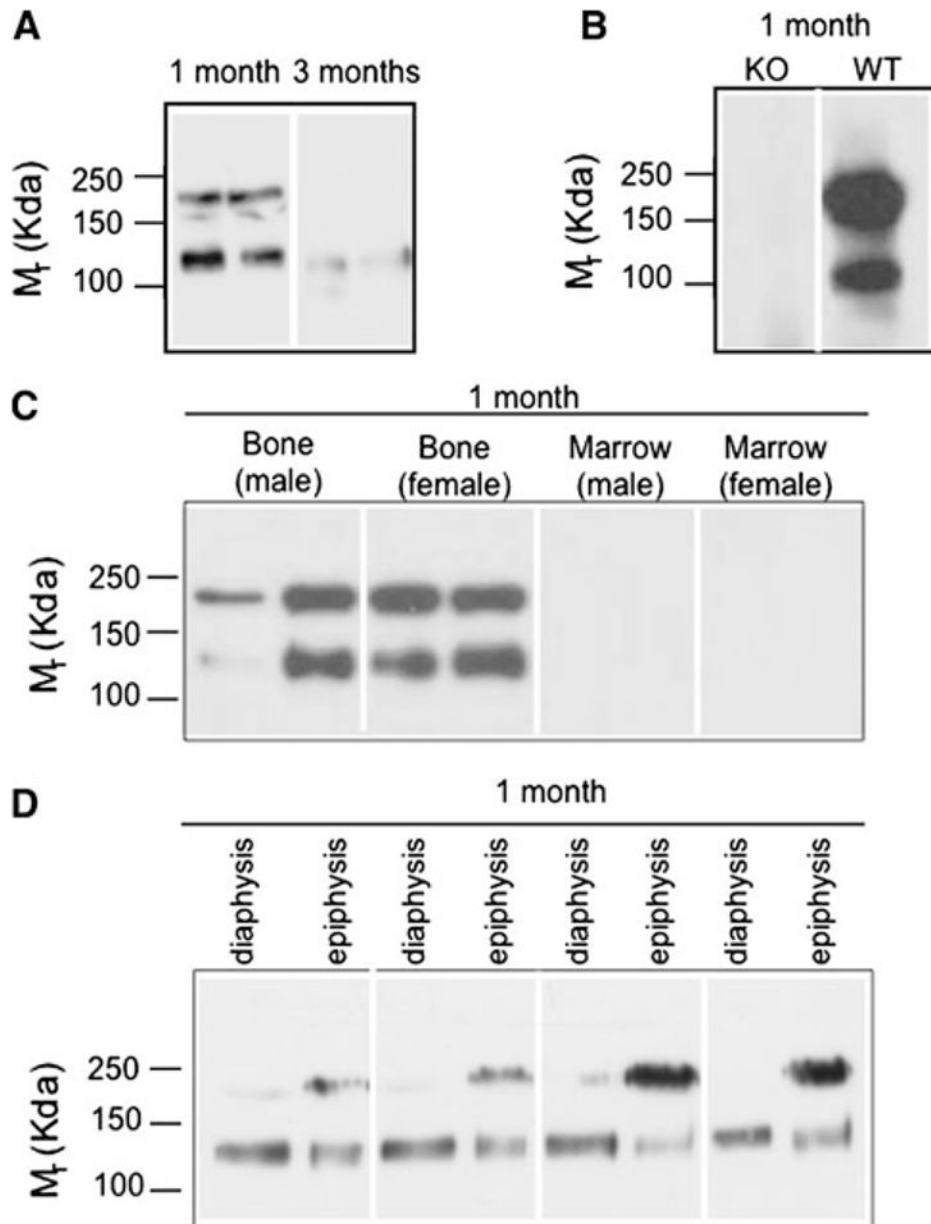 A
1 month 3 months
250
150
100
Mr (Kda)
B
1 month
KO WT
250
150
100
Mr (Kda)
C
1 month
Bone Bone Marrow Marrow
(male) (female) (male) (female)
250
150
100
Mr (Kda)
D
1 month
diaphysis epiphysis diaphysis epiphysis diaphysis epiphysis diaphysis epiphysis
250
150
100
Mr (Kda)